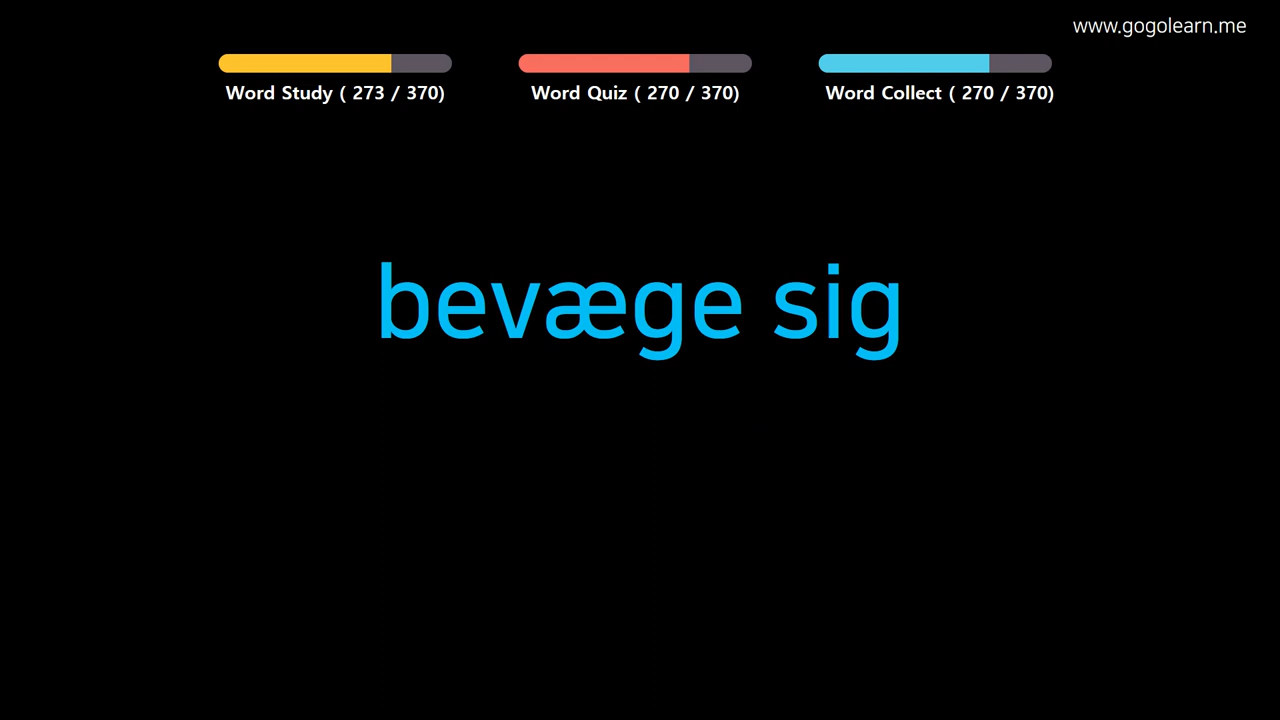 www.gogolearn.me
Word Study ( 273 / 370)
Word Quiz ( 270 / 370)
Word Collect ( 270 / 370)
bevæge sig